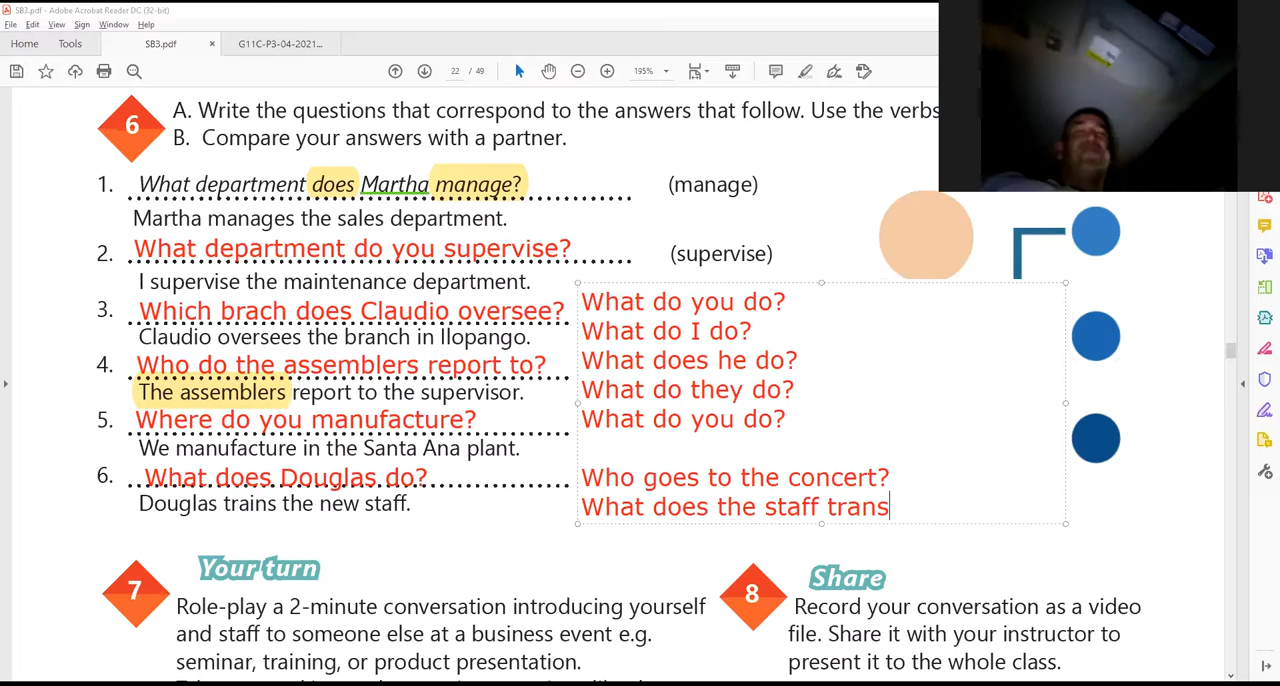 SB3.pdf - Adobe Acrobat Reader DC (32-bit)
File Edit View Sign Window Help
Home Tools SB3.pdf × G11C-P3-04-2021...
22 / 49 195%
6 A. Write the questions that correspond to the answers that follow. Use the verbs
B. Compare your answers with a partner.
1. What department does Martha manage? (manage)
Martha manages the sales department.
2. What department do you supervise? (supervise)
I supervise the maintenance department.
3. Which brach does Claudio oversee?
Claudio oversees the branch in Ilopango.
4. Who do the assemblers report to?
The assemblers report to the supervisor.
5. Where do you manufacture?
We manufacture in the Santa Ana plant.
6. What does Douglas do?
Douglas trains the new staff.
What do you do?
What do I do?
What does he do?
What do they do?
What do you do?
Who goes to the concert?
What does the staff trans
7 Your turn
Role-play a 2-minute conversation introducing yourself
and staff to someone else at a business event e.g.
seminar, training, or product presentation.
8 Share
Record your conversation as a video
file. Share it with your instructor to
present it to the whole class.